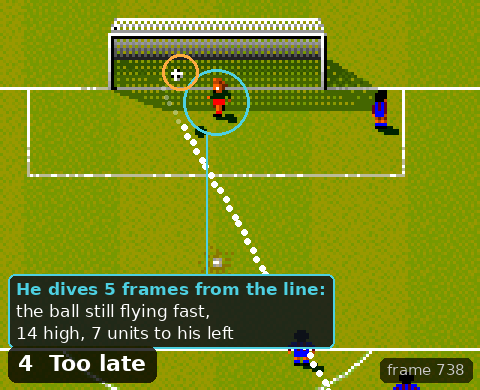 He dives 5 frames from the line:
the ball still flying fast,
14 high, 7 units to his left
4 Too late
frame 738